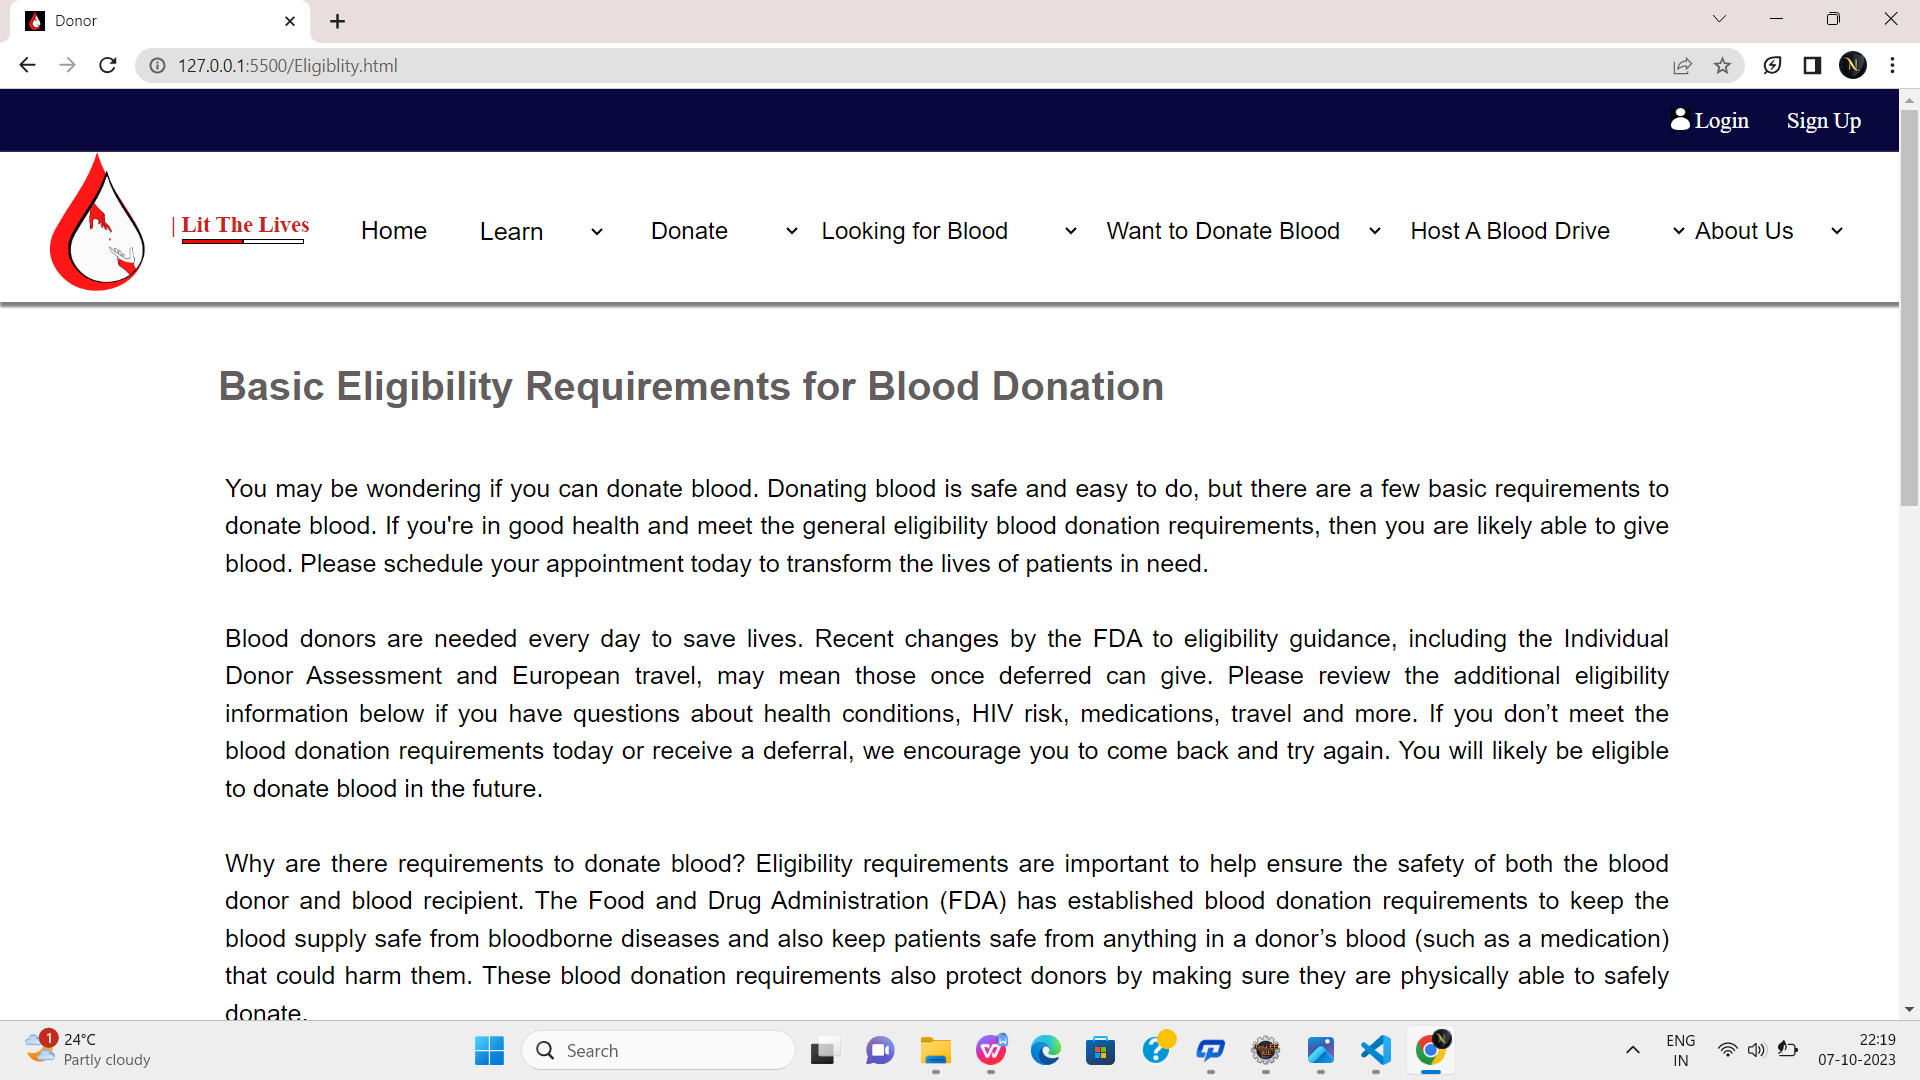 Donor
127.0.0.1:5500/Eligiblity.html
N
Login Sign Up
| Lit The Lives Home Learn Donate Looking for Blood Want to Donate Blood Host A Blood Drive About Us
Basic Eligibility Requirements for Blood Donation
You may be wondering if you can donate blood. Donating blood is safe and easy to do, but there are a few basic requirements to
donate blood. If you're in good health and meet the general eligibility blood donation requirements, then you are likely able to give
blood. Please schedule your appointment today to transform the lives of patients in need.
Blood donors are needed every day to save lives. Recent changes by the FDA to eligibility guidance, including the Individual
Donor Assessment and European travel, may mean those once deferred can give. Please review the additional eligibility
information below if you have questions about health conditions, HIV risk, medications, travel and more. If you don’t meet the
blood donation requirements today or receive a deferral, we encourage you to come back and try again. You will likely be eligible
to donate blood in the future.
Why are there requirements to donate blood? Eligibility requirements are important to help ensure the safety of both the blood
donor and blood recipient. The Food and Drug Administration (FDA) has established blood donation requirements to keep the
blood supply safe from bloodborne diseases and also keep patients safe from anything in a donor’s blood (such as a medication)
that could harm them. These blood donation requirements also protect donors by making sure they are physically able to safely
donate.
1
24°C
Partly cloudy
Search
ENG
IN
22:19
07-10-2023